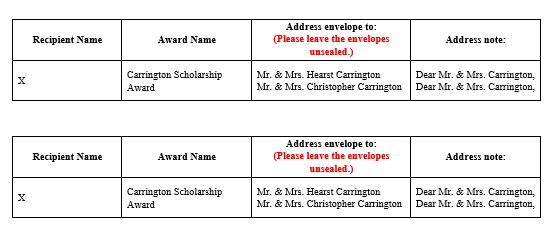 Recipient Name
Award Name
Address envelope to:
(Please leave the envelopes
unsealed.)
Address note:
X
Carrington Scholarship
Award
Mr. & Mrs. Hearst Carrington
Mr. & Mrs. Christopher Carrington
Dear Mr. & Mrs. Carrington,
Dear Mr. & Mrs. Carrington,
Recipient Name
Award Name
Address envelope to:
(Please leave the envelopes
unsealed.)
Address note:
X
Carrington Scholarship
Award
Mr. & Mrs. Hearst Carrington
Mr. & Mrs. Christopher Carrington
Dear Mr. & Mrs. Carrington,
Dear Mr. & Mrs. Carrington,